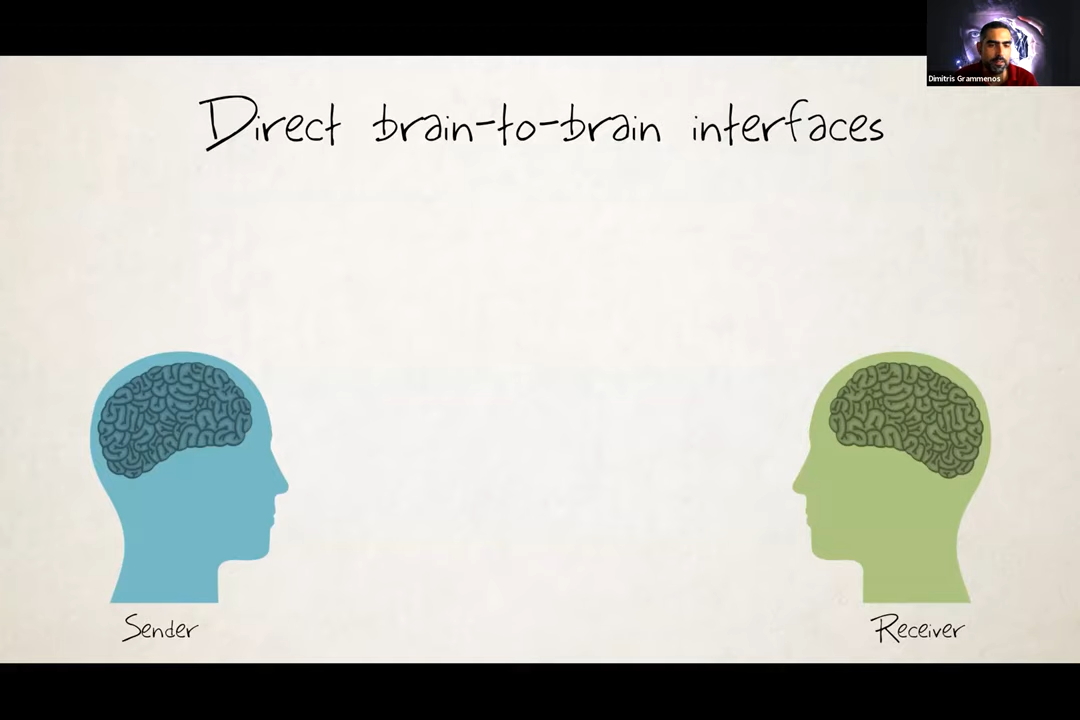 Dimitris Grammenos
Direct brain-to-brain interfaces
Sender
Receiver